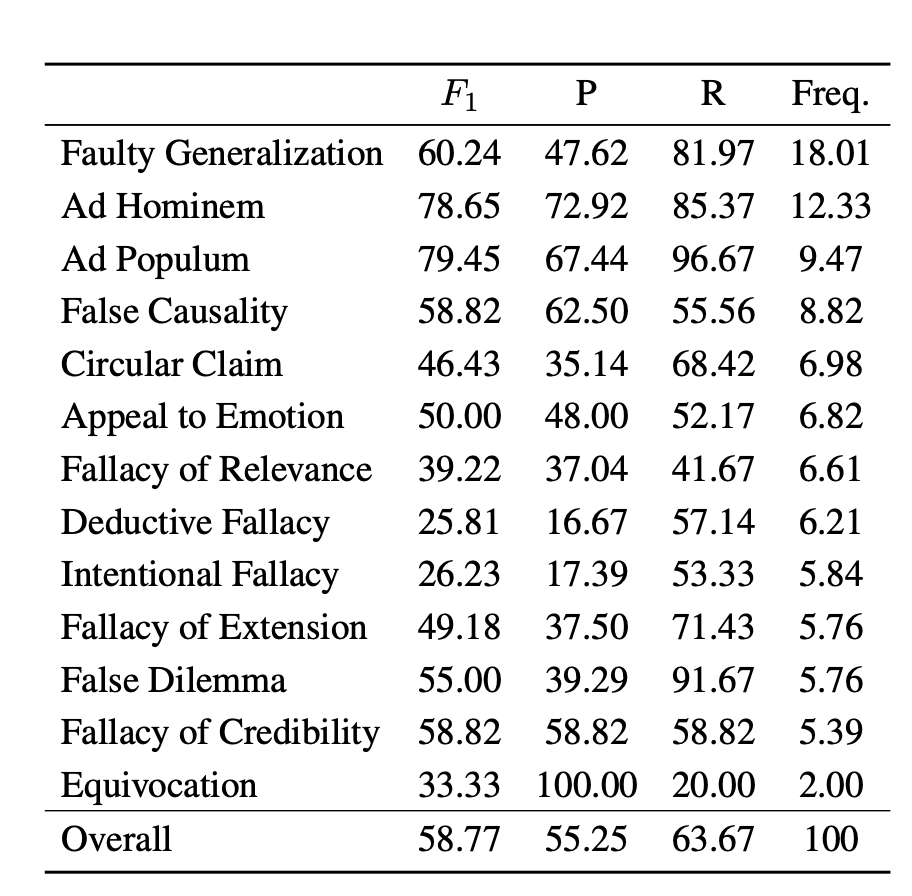 F1 P R Freq.
Faulty Generalization 60.24 47.62 81.97 18.01
Ad Hominem 78.65 72.92 85.37 12.33
Ad Populum 79.45 67.44 96.67 9.47
False Causality 58.82 62.50 55.56 8.82
Circular Claim 46.43 35.14 68.42 6.98
Appeal to Emotion 50.00 48.00 52.17 6.82
Fallacy of Relevance 39.22 37.04 41.67 6.61
Deductive Fallacy 25.81 16.67 57.14 6.21
Intentional Fallacy 26.23 17.39 53.33 5.84
Fallacy of Extension 49.18 37.50 71.43 5.76
False Dilemma 55.00 39.29 91.67 5.76
Fallacy of Credibility 58.82 58.82 58.82 5.39
Equivocation 33.33 100.00 20.00 2.00
Overall 58.77 55.25 63.67 100